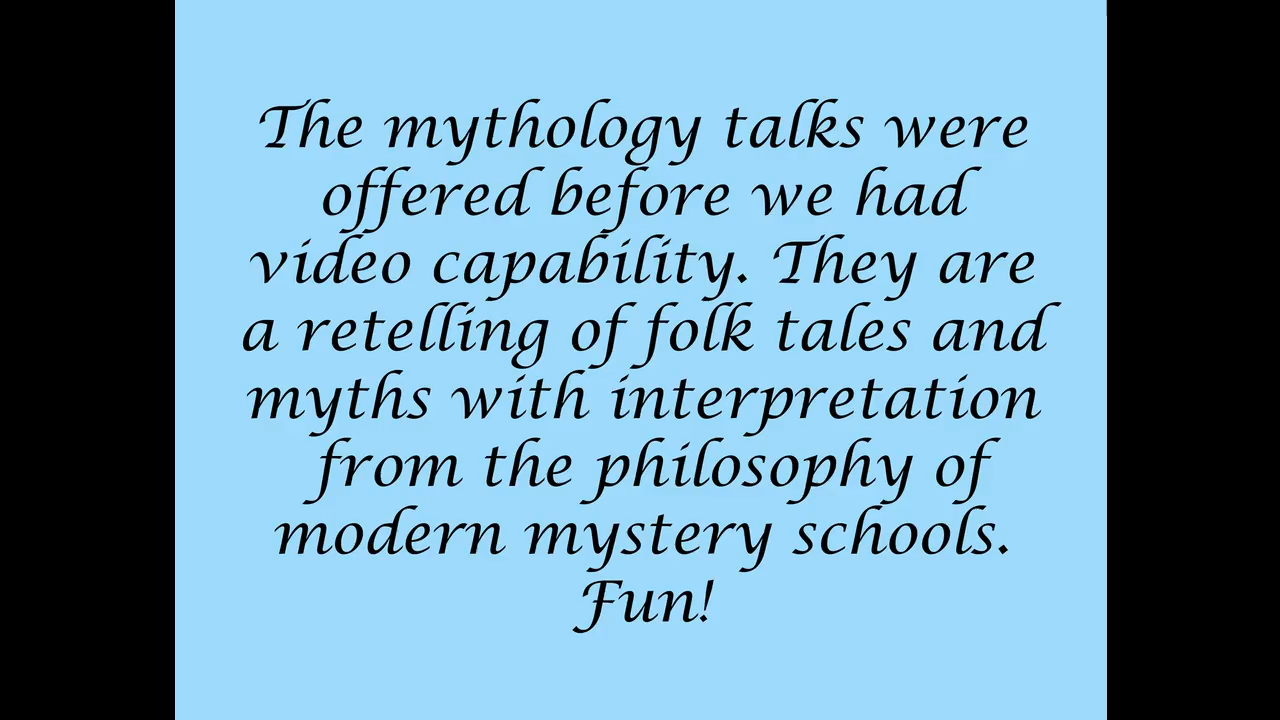 The mythology talks were
offered before we had
video capability. They are
a retelling of folk tales and
myths with interpretation
from the philosophy of
modern mystery schools.
Fun!